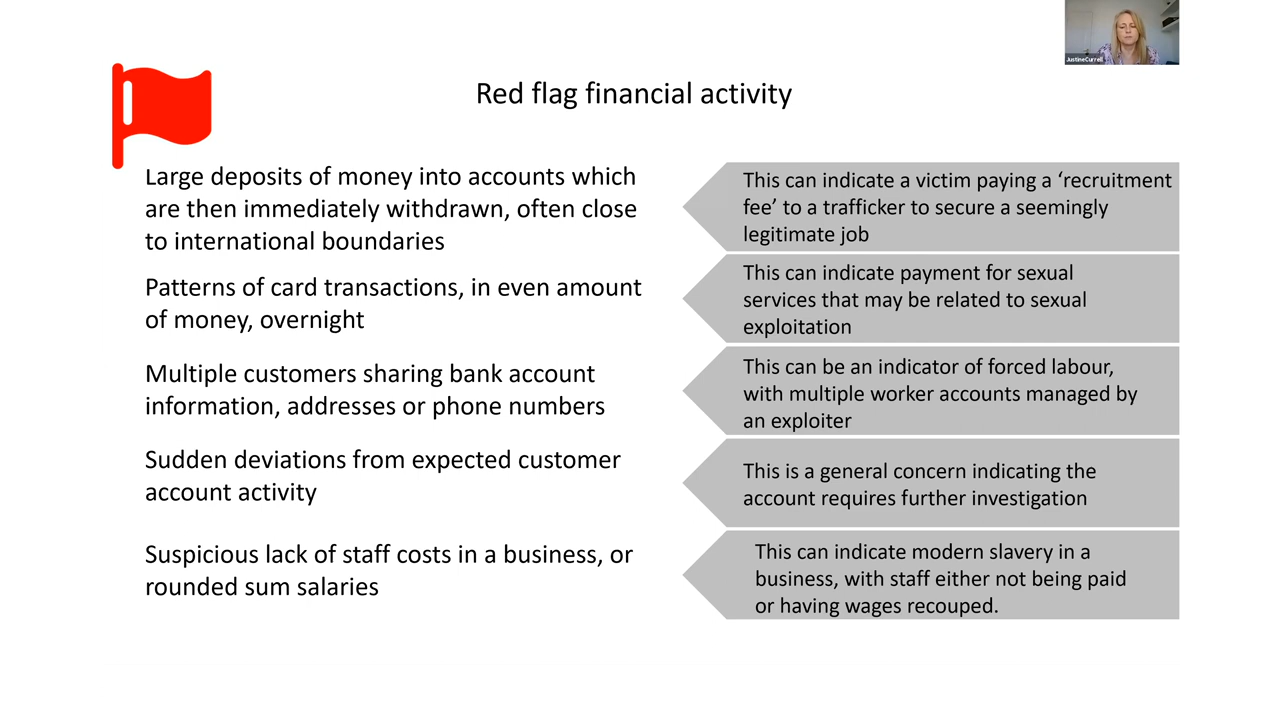 JustineCurrell
Red flag financial activity
Large deposits of money into accounts which
are then immediately withdrawn, often close
to international boundaries
This can indicate a victim paying a ‘recruitment
fee’ to a trafficker to secure a seemingly
legitimate job
Patterns of card transactions, in even amount
of money, overnight
This can indicate payment for sexual
services that may be related to sexual
exploitation
Multiple customers sharing bank account
information, addresses or phone numbers
This can be an indicator of forced labour,
with multiple worker accounts managed by
an exploiter
Sudden deviations from expected customer
account activity
This is a general concern indicating the
account requires further investigation
Suspicious lack of staff costs in a business, or
rounded sum salaries
This can indicate modern slavery in a
business, with staff either not being paid
or having wages recouped.